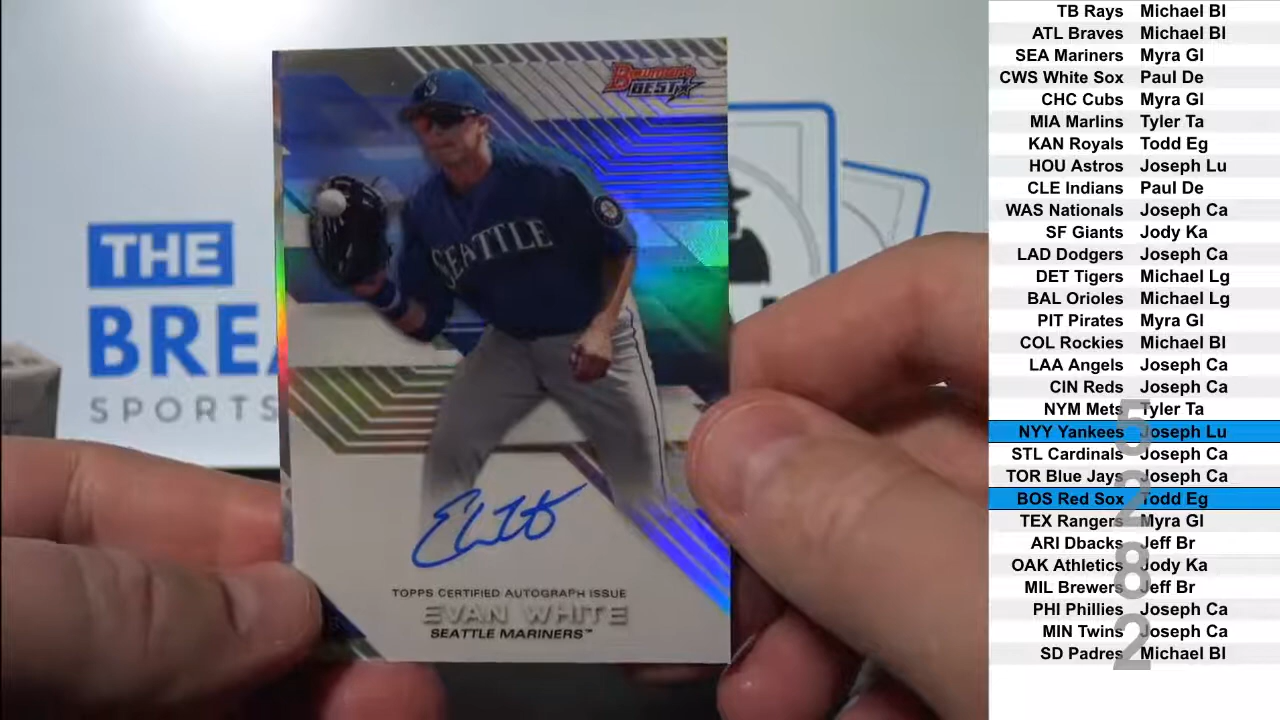 THE
BREA
SPORTS
Bowman's
BEST
S
SEATTLE
TOPPS CERTIFIED AUTOGRAPH ISSUE
EVAN WHITE
SEATTLE MARINERS™
TB Rays Michael Bl
ATL Braves Michael Bl
SEA Mariners Myra Gl
CWS White Sox Paul De
CHC Cubs Myra Gl
MIA Marlins Tyler Ta
KAN Royals Todd Eg
HOU Astros Joseph Lu
CLE Indians Paul De
WAS Nationals Joseph Ca
SF Giants Jody Ka
LAD Dodgers Joseph Ca
DET Tigers Michael Lg
BAL Orioles Michael Lg
PIT Pirates Myra Gl
COL Rockies Michael Bl
LAA Angels Joseph Ca
CIN Reds Joseph Ca
NYM Mets Tyler Ta
NYY Yankees Joseph Lu
STL Cardinals Joseph Ca
TOR Blue Jays Joseph Ca
BOS Red Sox Todd Eg
TEX Rangers Myra Gl
ARI Dbacks Jeff Br
OAK Athletics Jody Ka
MIL Brewers Jeff Br
PHI Phillies Joseph Ca
MIN Twins Joseph Ca
SD Padres Michael Bl
5
2
8
2